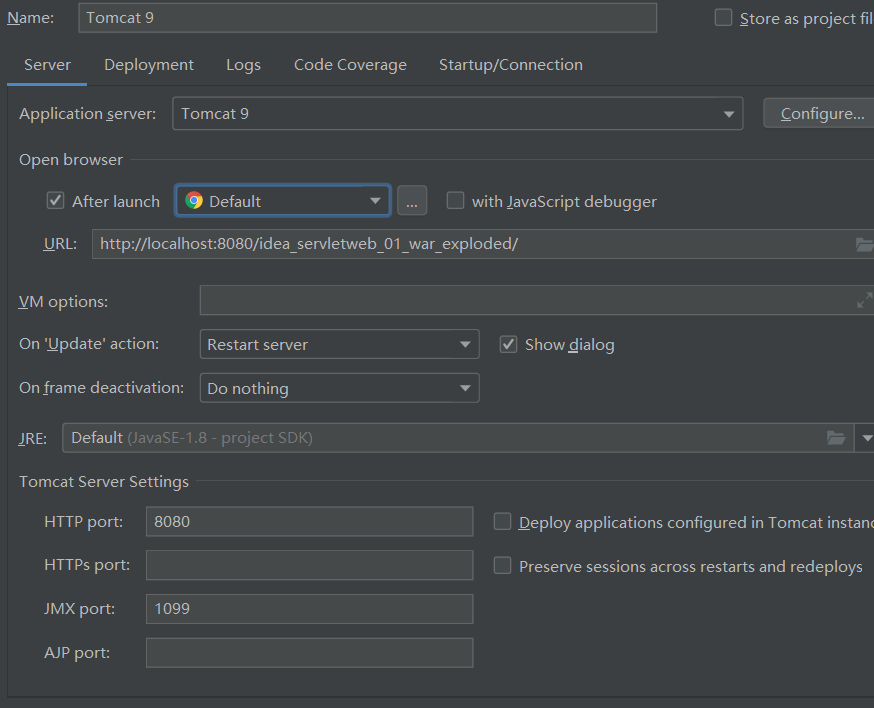 Name: Tomcat 9 Store as project fil
Server Deployment Logs Code Coverage Startup/Connection
Application server: Tomcat 9 Configure...
Open browser
After launch Default ... with JavaScript debugger
URL: http://localhost:8080/idea_servletweb_01_war_exploded/
VM options:
On 'Update' action: Restart server Show dialog
On frame deactivation: Do nothing
JRE: Default (JavaSE-1.8 - project SDK)
Tomcat Server Settings
HTTP port: 8080 Deploy applications configured in Tomcat instanc
HTTPs port: Preserve sessions across restarts and redeploys
JMX port: 1099
AJP port: